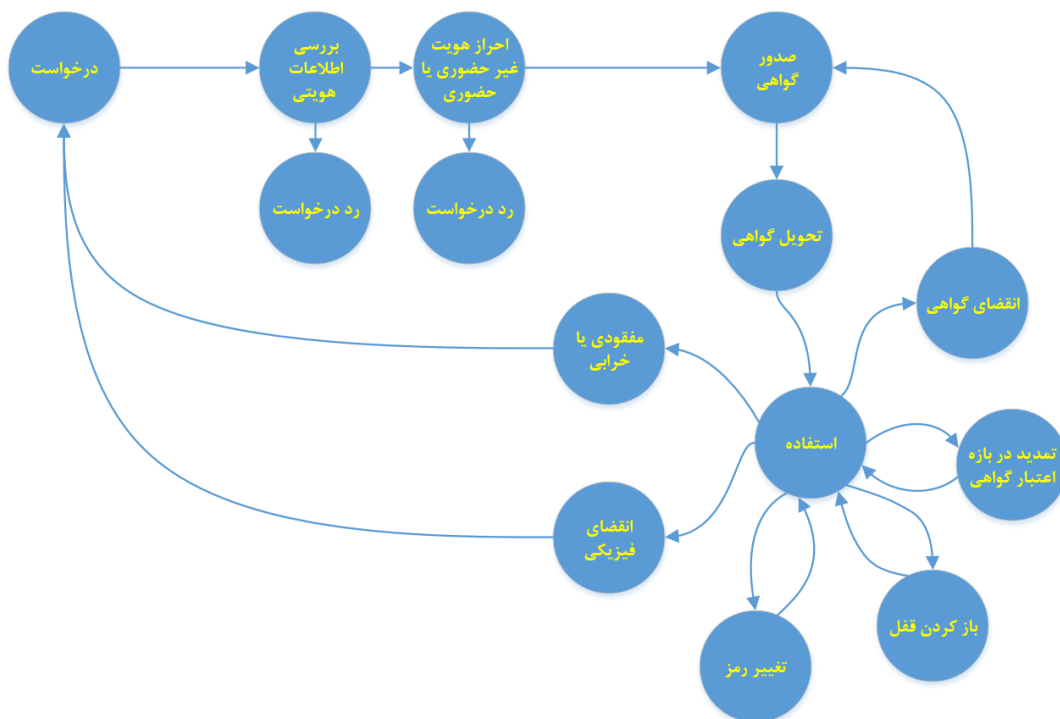 درخواست
بررسی
اطلاعات
هویتی
احراز هویت
غیر حضوری یا
حضوری
صدور
گواهی
رد درخواست
رد درخواست
تحویل گواهی
انقضای گواهی
مفقودی یا
خرابی
استفاده
تمدید در بازه
اعتبار گواهی
انقضای
فیزیکی
باز کردن قفل
تغییر رمز